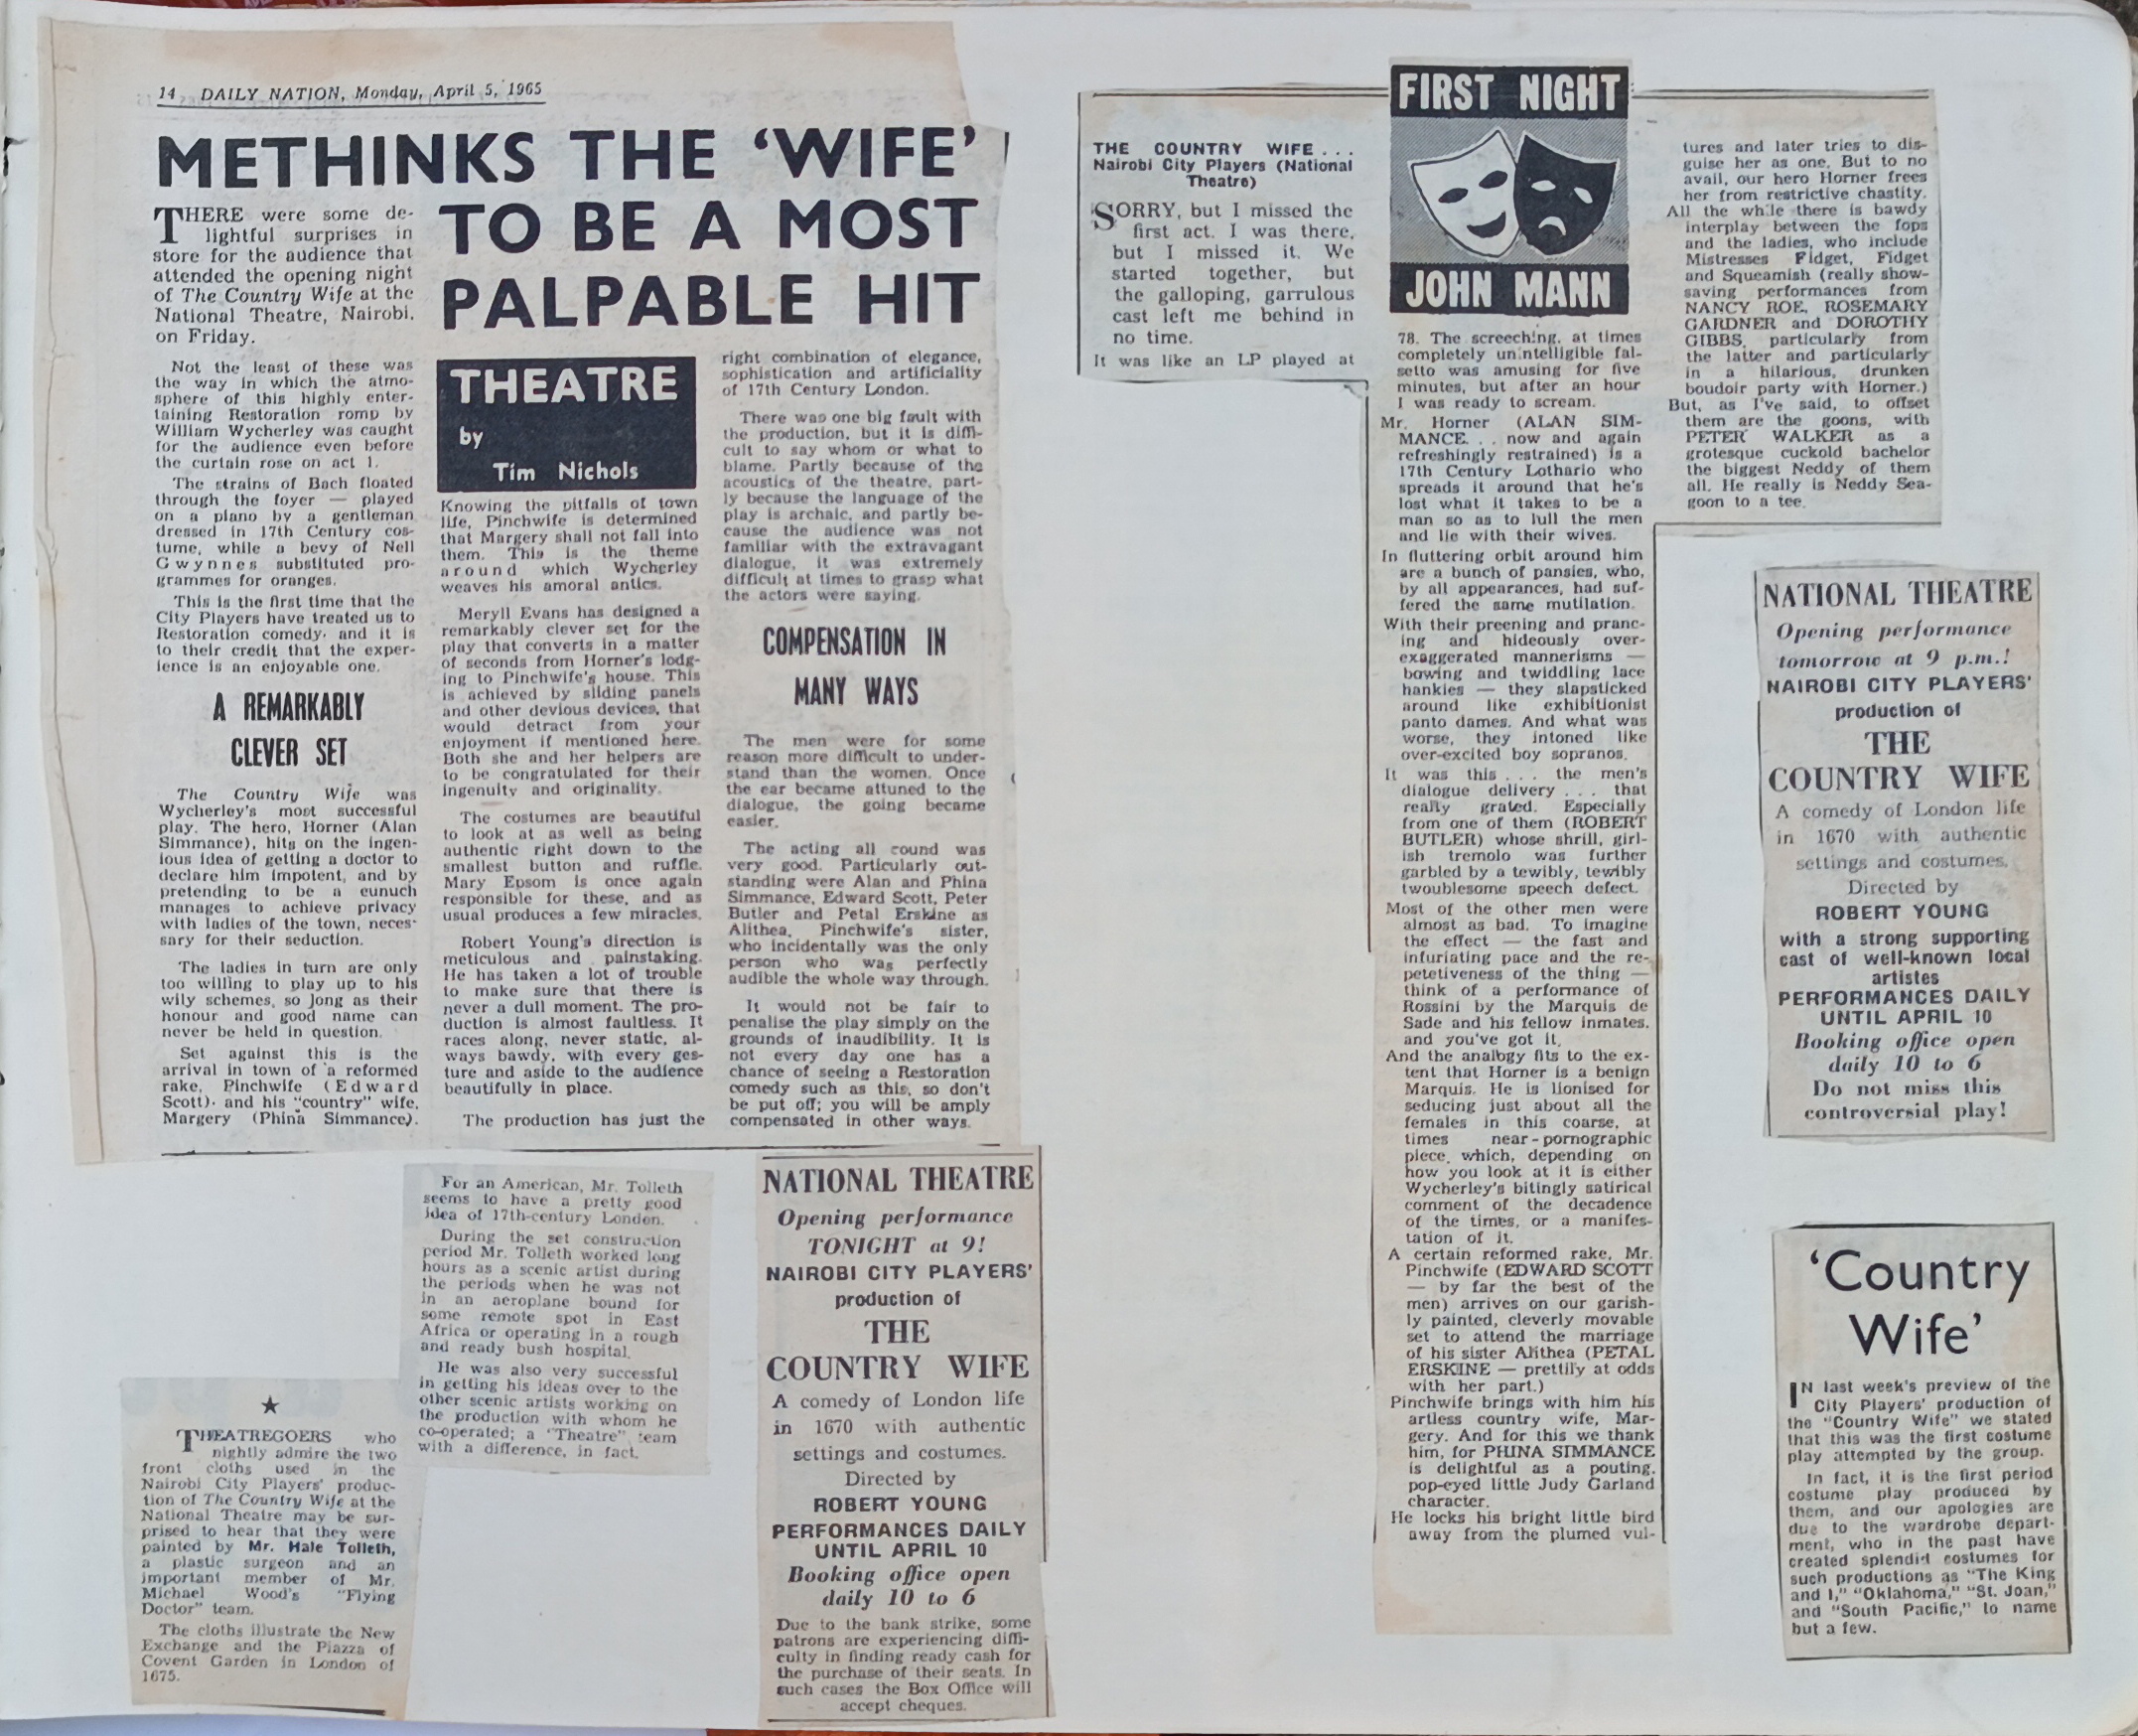 14 DAILY NATION, Monday, April 5, 1965
METHINKS THE ‘WIFE’
TO BE A MOST
PALPABLE HIT
THERE were some de-
lightful surprises in
store for the audience that
attended the opening night
of The Country Wife at the
National Theatre, Nairobi,
on Friday.
Not the least of these was
the way in which the atmo-
sphere of this highly enter-
taining Restoration romp by
William Wycherley was caught
for the audience even before
the curtain rose on act 1.
The strains of Bach floated
through the foyer — played
on a piano by a gentleman
dressed in 17th Century cos-
tume, while a bevy of Nell
Gwynnes substituted pro-
grammes for oranges.
This is the first time that the
City Players have treated us to
Restoration comedy, and it is
to their credit that the exper-
ience is an enjoyable one.
A REMARKABLY
CLEVER SET
The Country Wife was
Wycherley's most successful
play. The hero, Horner (Alan
Simmance), hits on the ingen-
ious idea of getting a doctor to
declare him impotent, and by
pretending to be a eunuch
manages to achieve privacy
with ladies of the town, neces-
sary for their seduction.
The ladies in turn are only
too willing to play up to his
wily schemes, so long as their
honour and good name can
never be held in question.
Set against this is the
arrival in town of a reformed
rake, Pinchwife (Edward
Scott), and his “country” wife,
Margery (Phina Simmance).
THEATRE
by
Tim Nichols
Knowing the pitfalls of town
life, Pinchwife is determined
that Margery shall not fall into
them. This is the theme
around which Wycherley
weaves his amoral antics.
Meryll Evans has designed a
remarkably clever set for the
play that converts in a matter
of seconds from Horner's lodg-
ing to Pinchwife's house. This
is achieved by sliding panels
and other devious devices, that
would detract from your
enjoyment if mentioned here.
Both she and her helpers are
to be congratulated for their
ingenuity and originality.
The costumes are beautiful
to look at as well as being
authentic right down to the
smallest button and ruffle.
Mary Epsom is once again
responsible for these, and as
usual produces a few miracles.
Robert Young's direction is
meticulous and painstaking.
He has taken a lot of trouble
to make sure that there is
never a dull moment. The pro-
duction is almost faultless. It
races along, never static, al-
ways bawdy, with every ges-
ture and aside to the audience
beautifully in place.
The production has just the
right combination of elegance,
sophistication and artificiality
of 17th Century London.
There was one big fault with
the production, but it is diffi-
cult to say whom or what to
blame. Partly because of the
acoustics of the theatre, part-
ly because the language of the
play is archaic, and partly be-
cause the audience was not
familiar with the extravagant
dialogue, it was extremely
difficult at times to grasp what
the actors were saying.
COMPENSATION IN
MANY WAYS
The men were for some
reason more difficult to under-
stand than the women. Once
the ear became attuned to the
dialogue, the going became
easier.
The acting all round was
very good. Particularly out-
standing were Alan and Phina
Simmance, Edward Scott, Peter
Butler and Petal Erskine as
Alithea, Pinchwife's sister,
who incidentally was the only
person who was perfectly
audible the whole way through.
It would not be fair to
penalise the play simply on the
grounds of inaudibility. It is
not every day one has a
chance of seeing a Restoration
comedy such as this, so don't
be put off; you will be amply
compensated in other ways.
★
THEATREGOERS who
nightly admire the two
front cloths used in the
Nairobi City Players' produc-
tion of The Country Wife at the
National Theatre may be sur-
prised to hear that they were
painted by Mr. Hale Tolleth,
a plastic surgeon and an
important member of Mr.
Michael Wood's “Flying
Doctor” team.
The cloths illustrate the New
Exchange and the Piazza of
Covent Garden in London of
1675.
For an American, Mr. Tolleth
seems to have a pretty good
idea of 17th-century London.
During the set construction
period Mr. Tolleth worked long
hours as a scenic artist during
the periods when he was not
in an aeroplane bound for
some remote spot in East
Africa or operating in a rough
and ready bush hospital.
He was also very successful
in getting his ideas over to the
other scenic artists working on
the production with whom he
co-operated; a “Theatre” team
with a difference, in fact.
NATIONAL THEATRE
Opening performance
TONIGHT at 9!
NAIROBI CITY PLAYERS'
production of
THE
COUNTRY WIFE
A comedy of London life
in 1670 with authentic
settings and costumes.
Directed by
ROBERT YOUNG
PERFORMANCES DAILY
UNTIL APRIL 10
Booking office open
daily 10 to 6
Due to the bank strike, some
patrons are experiencing diffi-
culty in finding ready cash for
the purchase of their seats. In
such cases the Box Office will
accept cheques.
THE COUNTRY WIFE . . .
Nairobi City Players (National
Theatre)
SORRY, but I missed the
first act. I was there,
but I missed it. We
started together, but
the galloping, garrulous
cast left me behind in
no time.
It was like an LP played at
FIRST NIGHT
JOHN MANN
78. The screeching, at times
completely unintelligible fal-
setto was amusing for five
minutes, but after an hour
I was ready to scream.
Mr. Horner (ALAN SIM-
MANCE. . . now and again
refreshingly restrained) is a
17th Century Lothario who
spreads it around that he's
lost what it takes to be a
man so as to lull the men
and lie with their wives.
In fluttering orbit around him
are a bunch of pansies, who,
by all appearances, had suf-
fered the same mutilation.
With their preening and pranc-
ing and hideously over-
exaggerated mannerisms —
bowing and twiddling lace
hankies — they slapsticked
around like exhibitionist
panto dames. And what was
worse, they intoned like
over-excited boy sopranos.
It was this . . . the men's
dialogue delivery . . . that
really grated. Especially
from one of them (ROBERT
BUTLER) whose shrill, girl-
ish tremolo was further
garbled by a tewibly, tewibly
twoublesome speech defect.
Most of the other men were
almost as bad. To imagine
the effect — the fast and
infuriating pace and the re-
petetiveness of the thing —
think of a performance of
Rossini by the Marquis de
Sade and his fellow inmates,
and you've got it.
And the analogy fits to the ex-
tent that Horner is a benign
Marquis. He is lionised for
seducing just about all the
females in this coarse, at
times near-pornographic
piece, which, depending on
how you look at it is either
Wycherley's bitingly satirical
comment of the decadence
of the times, or a manifes-
tation of it.
A certain reformed rake, Mr.
Pinchwife (EDWARD SCOTT
— by far the best of the
men) arrives on our garish-
ly painted, cleverly movable
set to attend the marriage
of his sister Alithea (PETAL
ERSKINE — prettily at odds
with her part.)
Pinchwife brings with him his
artless country wife, Mar-
gery. And for this we thank
him, for PHINA SIMMANCE
is delightful as a pouting,
pop-eyed little Judy Garland
character.
He locks his bright little bird
away from the plumed vul-
tures and later tries to dis-
guise her as one. But to no
avail, our hero Horner frees
her from restrictive chastity.
All the while there is bawdy
interplay between the fops
and the ladies, who include
Mistresses Fidget, Fidget
and Squeamish (really show-
saving performances from
NANCY ROE, ROSEMARY
GARDNER and DOROTHY
GIBBS, particularly from
the latter and particularly
in a hilarious, drunken
boudoir party with Horner.)
But, as I've said, to offset
them are the goons, with
PETER WALKER as a
grotesque cuckold bachelor
the biggest Neddy of them
all. He really is Neddy Sea-
goon to a tee.
NATIONAL THEATRE
Opening performance
tomorrow at 9 p.m.!
NAIROBI CITY PLAYERS'
production of
THE
COUNTRY WIFE
A comedy of London life
in 1670 with authentic
settings and costumes.
Directed by
ROBERT YOUNG
with a strong supporting
cast of well-known local
artistes
PERFORMANCES DAILY
UNTIL APRIL 10
Booking office open
daily 10 to 6
Do not miss this
controversial play!
‘Country
Wife’
IN last week's preview of the
City Players' production of
the “Country Wife” we stated
that this was the first costume
play attempted by the group.
In fact, it is the first period
costume play produced by
them, and our apologies are
due to the wardrobe depart-
ment, who in the past have
created splendid costumes for
such productions as “The King
and I,” “Oklahoma,” “St. Joan,”
and “South Pacific,” to name
but a few.